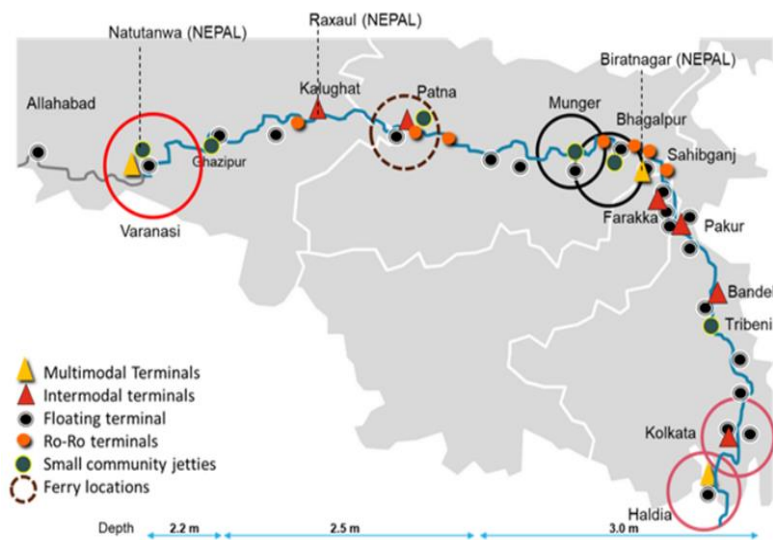 Raxaul (NEPAL)
Natutanwa (NEPAL)
Biratnagar (NEPAL)
Kalughat
Patna
Allahabad
Munger
Bhagalpur
Ghazipur
Sahibganj
Varanasi
Farakka
Pakur
Bandel
Tribeni
Multimodal Terminals
Intermodal terminals
Floating terminal
Ro-Ro terminals
Small community jetties
Ferry locations
Kolkata
Haldia
Depth 2.2 m 2.5 m 3.0 m